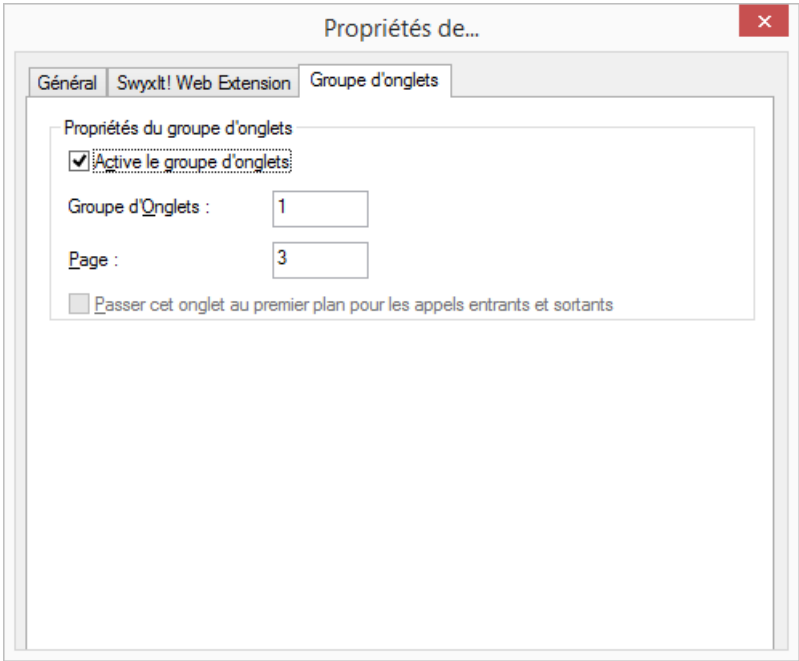 Propriétés de...
Général SwyxIt! Web Extension Groupe d'onglets
Propriétés du groupe d'onglets
Active le groupe d'onglets
Groupe d'Onglets : 1
Page : 3
Passer cet onglet au premier plan pour les appels entrants et sortants